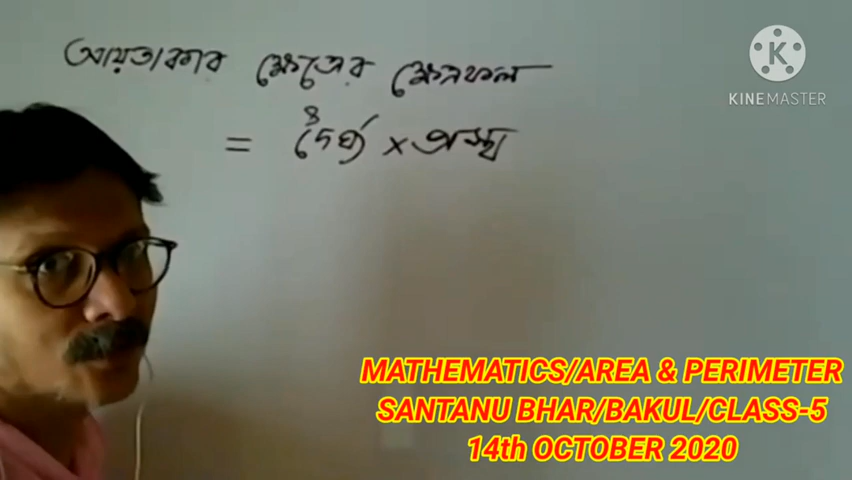 আয়তাকার ক্ষেত্রের ক্ষেত্রফল
= দৈর্ঘ্য × প্রস্থ
KINEMASTER
MATHEMATICS/AREA & PERIMETER
SANTANU BHAR/BAKUL/CLASS-5
14th OCTOBER 2020